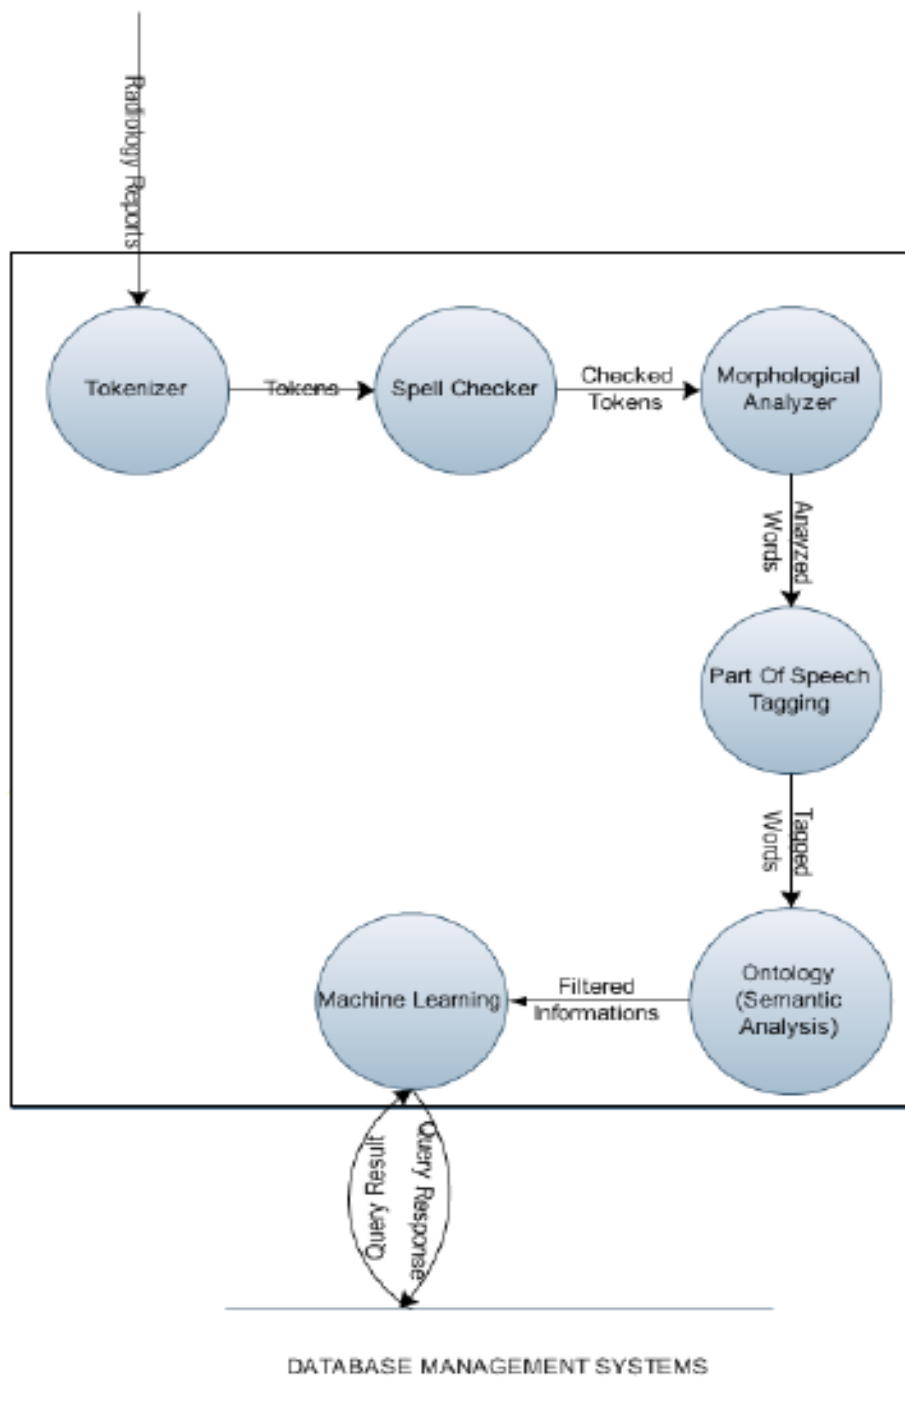 Radiology Reports
Tokenizer
Tokens
Spell Checker
Checked
Tokens
Morphological
Analyzer
Anayzed
Words
Part Of Speech
Tagging
Tagged
Words
Ontology
(Semantic
Analysis)
Filtered
Informations
Machine Learning
Query Result
Query Response
DATABASE MANAGEMENT SYSTEMS